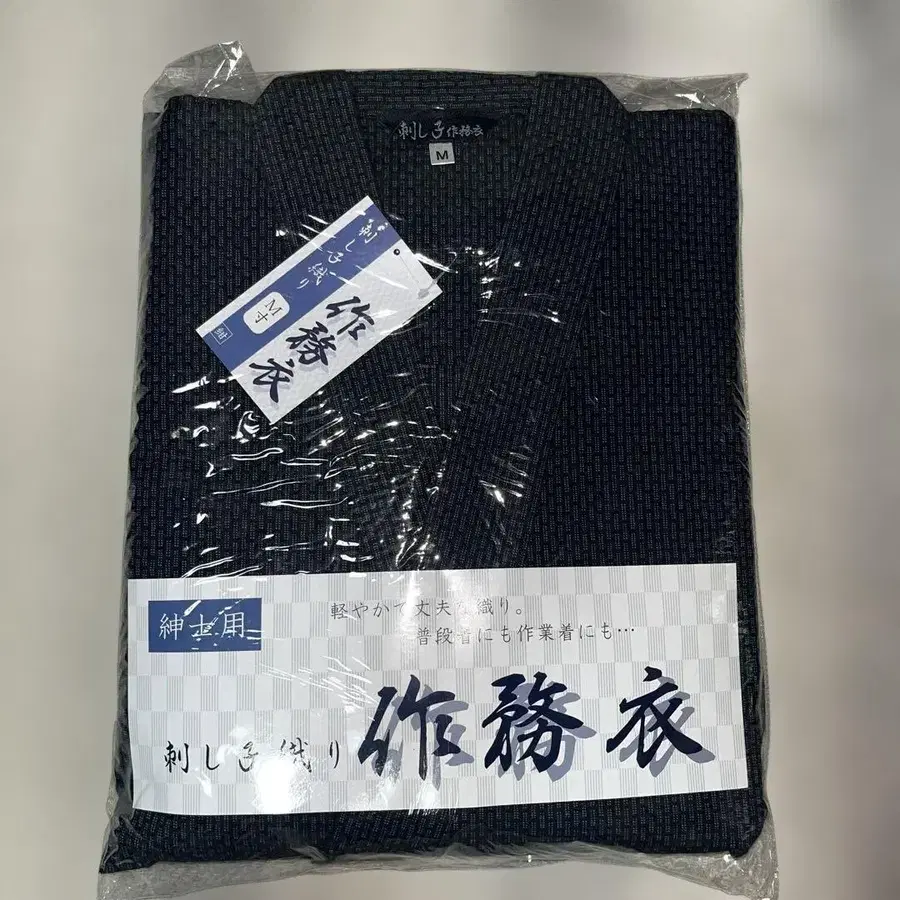 刺し子作務衣
M
刺し子織り
M寸
紺
作務衣
紳士用
軽やかで丈夫な織り。
普段着にも作業着にも…
刺し子織り
作務衣